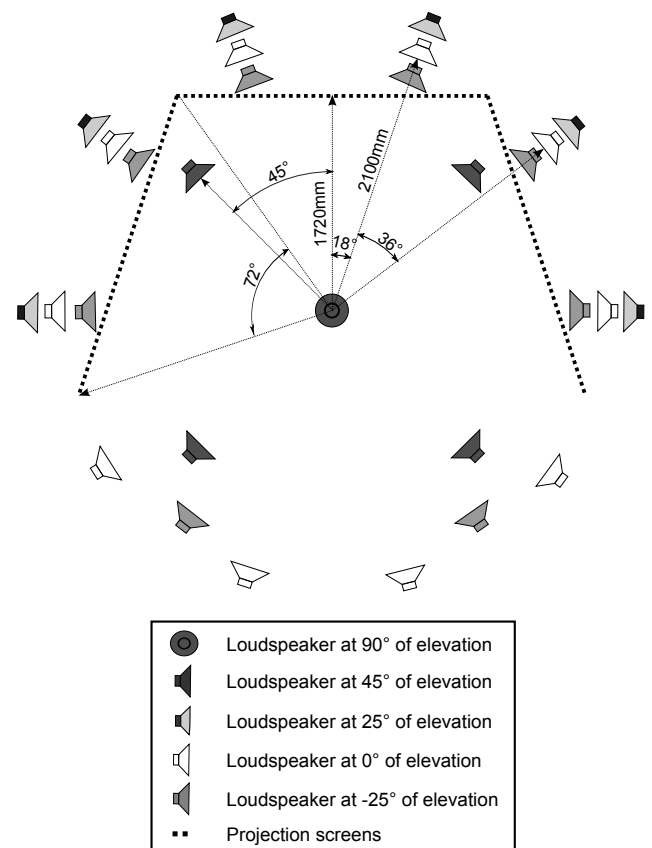 45°
2100mm
1720mm
18°
36°
72°
Loudspeaker at 90° of elevation
Loudspeaker at 45° of elevation
Loudspeaker at 25° of elevation
Loudspeaker at 0° of elevation
Loudspeaker at -25° of elevation
Projection screens